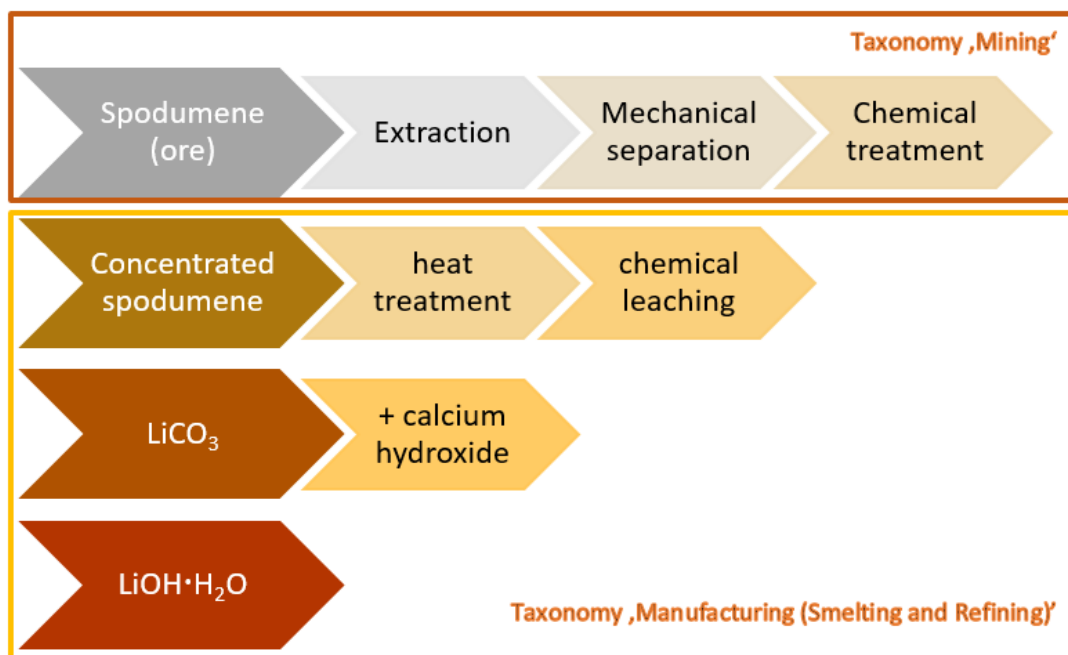 Taxonomy ‚Mining‘
Spodumene
(ore)
Extraction
Mechanical
separation
Chemical
treatment
Concentrated
spodumene
heat
treatment
chemical
leaching
LiCO₃
+ calcium
hydroxide
LiOH·H₂O
Taxonomy ‚Manufacturing (Smelting and Refining)’